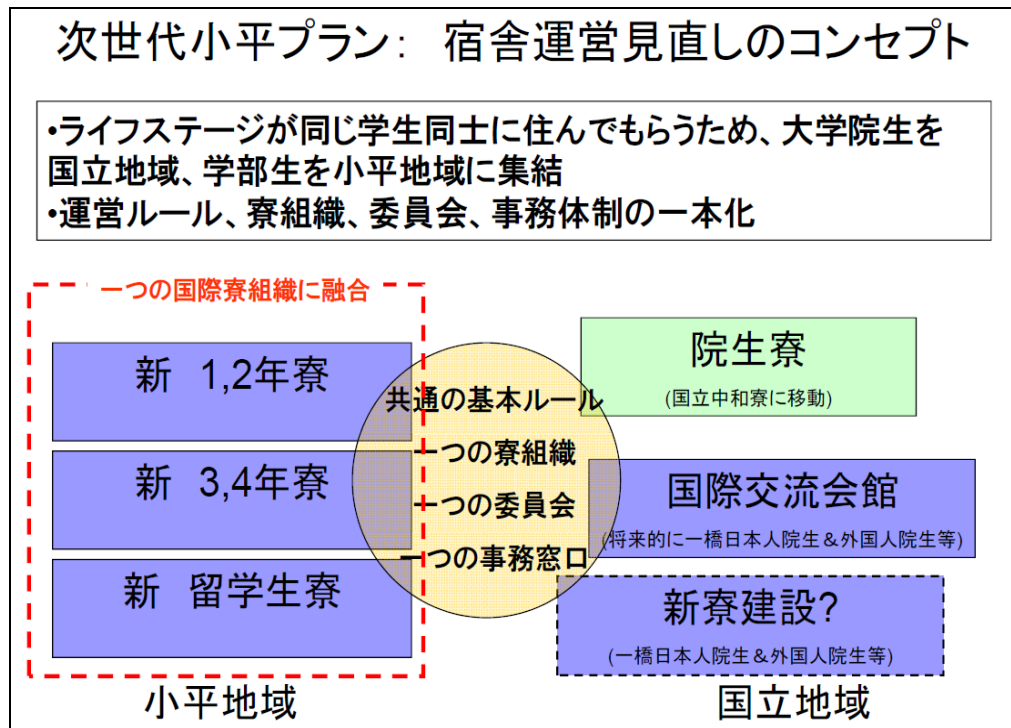 次世代小平プラン： 宿舎運営見直しのコンセプト
•ライフステージが同じ学生同士に住んでもらうため、大学院生を
国立地域、学部生を小平地域に集結
•運営ルール、寮組織、委員会、事務体制の一本化
一つの国際寮組織に融合
新 1,2年寮
新 3,4年寮
新 留学生寮
小平地域
共通の基本ルール
一つの寮組織
一つの委員会
一つの事務窓口
院生寮
(国立中和寮に移動)
国際交流会館
(将来的に一橋日本人院生＆外国人院生等)
新寮建設?
(一橋日本人院生＆外国人院生等)
国立地域